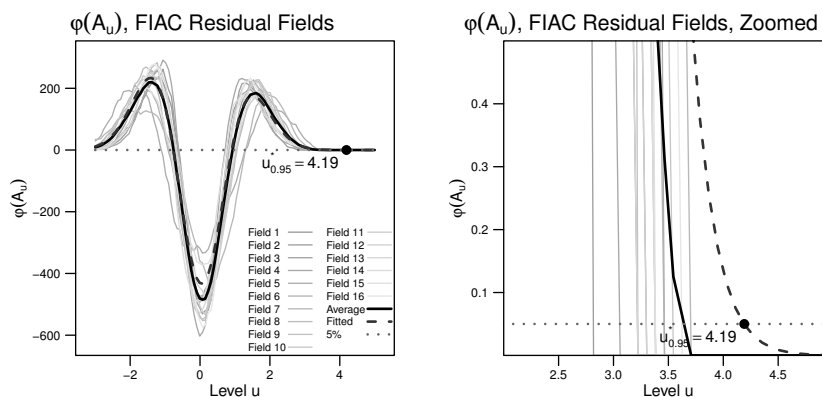 φ(A_u), FIAC Residual Fields
φ(A_u)
200
0
−200
−400
−600
u*_0.95 = 4.19
Field 1
Field 2
Field 3
Field 4
Field 5
Field 6
Field 7
Field 8
Field 9
Field 10
Field 11
Field 12
Field 13
Field 14
Field 15
Field 16
Average
Fitted
5%
−2
0
2
4
Level u
φ(A_u), FIAC Residual Fields, Zoomed
φ(A_u)
0.4
0.3
0.2
0.1
u*_0.95 = 4.19
2.5
3.0
3.5
4.0
4.5
Level u